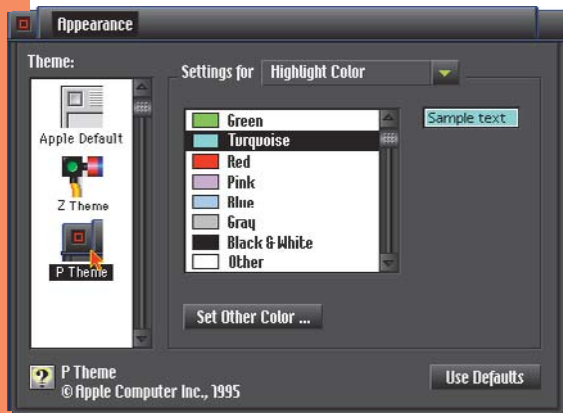 Appearance
Theme:
Apple Default
Z Theme
P Theme
Settings for Highlight Color
Green
Turquoise
Red
Pink
Blue
Gray
Black & White
Other
Sample text
Set Other Color ...
P Theme
© Apple Computer Inc., 1995
Use Defaults